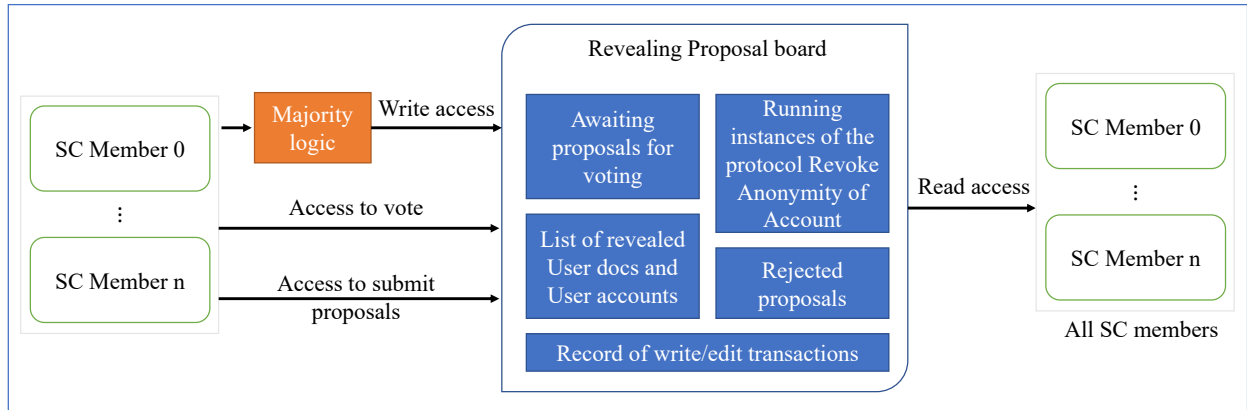 Revealing Proposal board
SC Member 0
⋮
SC Member n
Majority
logic
Write access
Access to vote
Access to submit
proposals
Awaiting
proposals for
voting
Running
instances of the
protocol Revoke
Anonymity of
Account
List of revealed
User docs and
User accounts
Rejected
proposals
Record of write/edit transactions
Read access
SC Member 0
⋮
SC Member n
All SC members